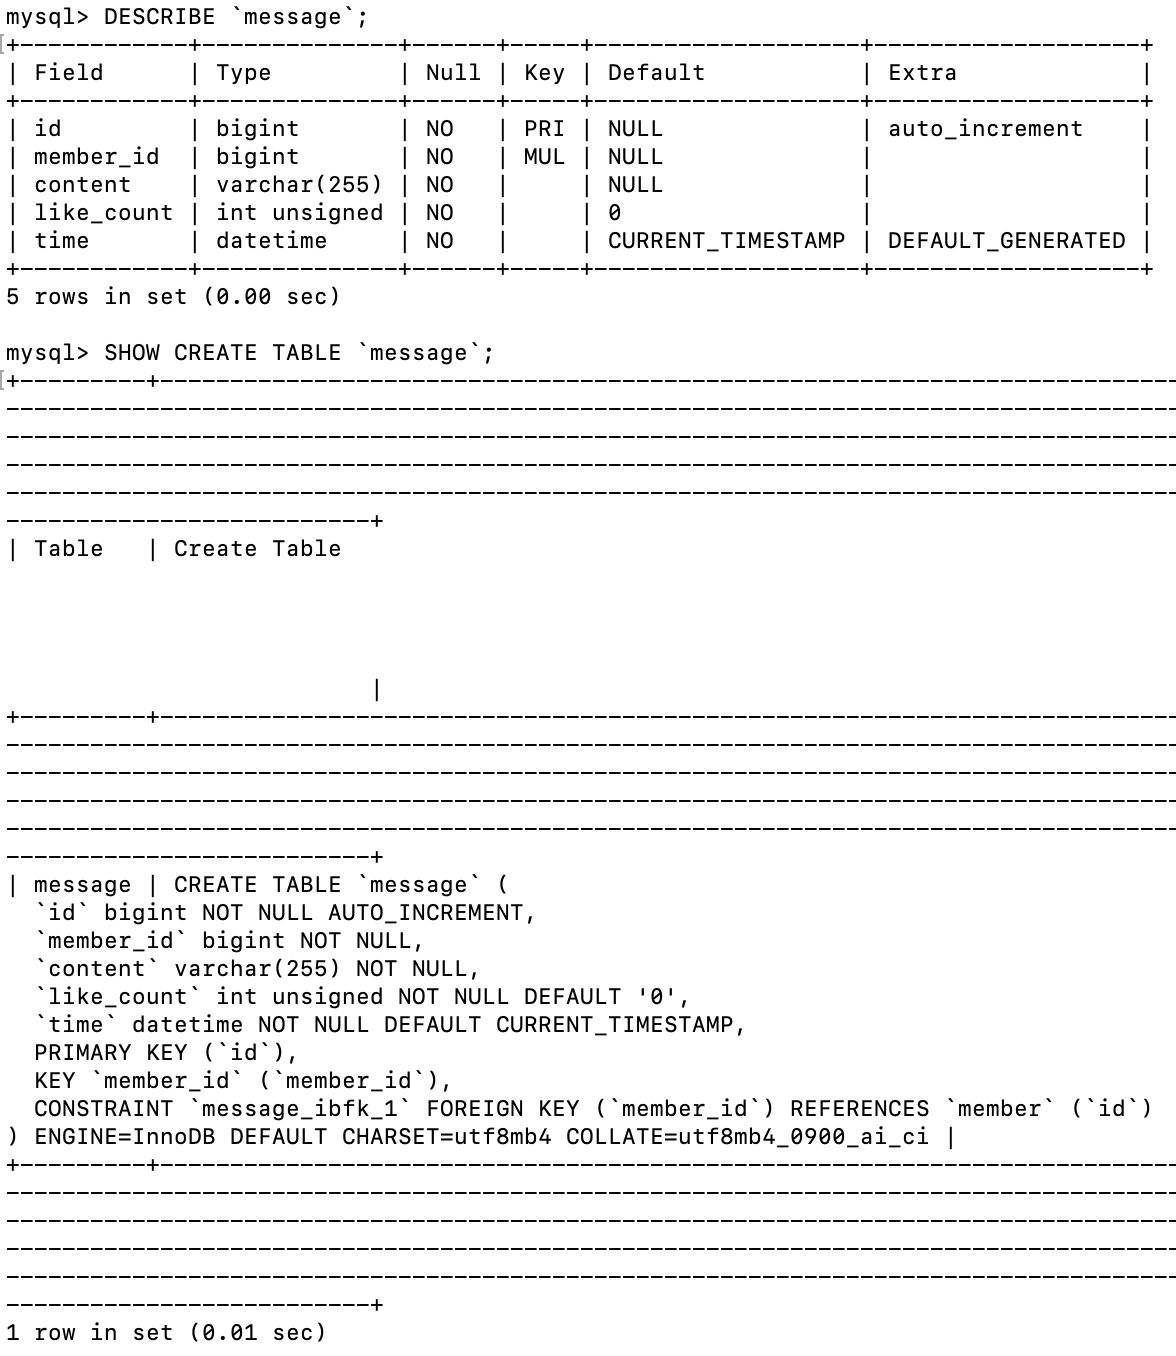 mysql> DESCRIBE `message`;
+------------+--------------+------+-----+-------------------+-------------------+
| Field      | Type         | Null | Key | Default           | Extra             |
+------------+--------------+------+-----+-------------------+-------------------+
| id         | bigint       | NO   | PRI | NULL              | auto_increment    |
| member_id  | bigint       | NO   | MUL | NULL              |                   |
| content    | varchar(255) | NO   |     | NULL              |                   |
| like_count | int unsigned | NO   |     | 0                 |                   |
| time       | datetime     | NO   |     | CURRENT_TIMESTAMP | DEFAULT_GENERATED |
+------------+--------------+------+-----+-------------------+-------------------+
5 rows in set (0.00 sec)
mysql> SHOW CREATE TABLE `message`;
+---------+-------------------------------------------------------------------------
------------------------------------------------------------------------------------
------------------------------------------------------------------------------------
------------------------------------------------------------------------------------
------------------------------------------------------------------------------------
--------------------------+
| Table   | Create Table
                          |
+---------+-------------------------------------------------------------------------
------------------------------------------------------------------------------------
------------------------------------------------------------------------------------
------------------------------------------------------------------------------------
------------------------------------------------------------------------------------
--------------------------+
| message | CREATE TABLE `message` (
  `id` bigint NOT NULL AUTO_INCREMENT,
  `member_id` bigint NOT NULL,
  `content` varchar(255) NOT NULL,
  `like_count` int unsigned NOT NULL DEFAULT '0',
  `time` datetime NOT NULL DEFAULT CURRENT_TIMESTAMP,
  PRIMARY KEY (`id`),
  KEY `member_id` (`member_id`),
  CONSTRAINT `message_ibfk_1` FOREIGN KEY (`member_id`) REFERENCES `member` (`id`)
) ENGINE=InnoDB DEFAULT CHARSET=utf8mb4 COLLATE=utf8mb4_0900_ai_ci |
+---------+-------------------------------------------------------------------------
------------------------------------------------------------------------------------
------------------------------------------------------------------------------------
------------------------------------------------------------------------------------
------------------------------------------------------------------------------------
--------------------------+
1 row in set (0.01 sec)